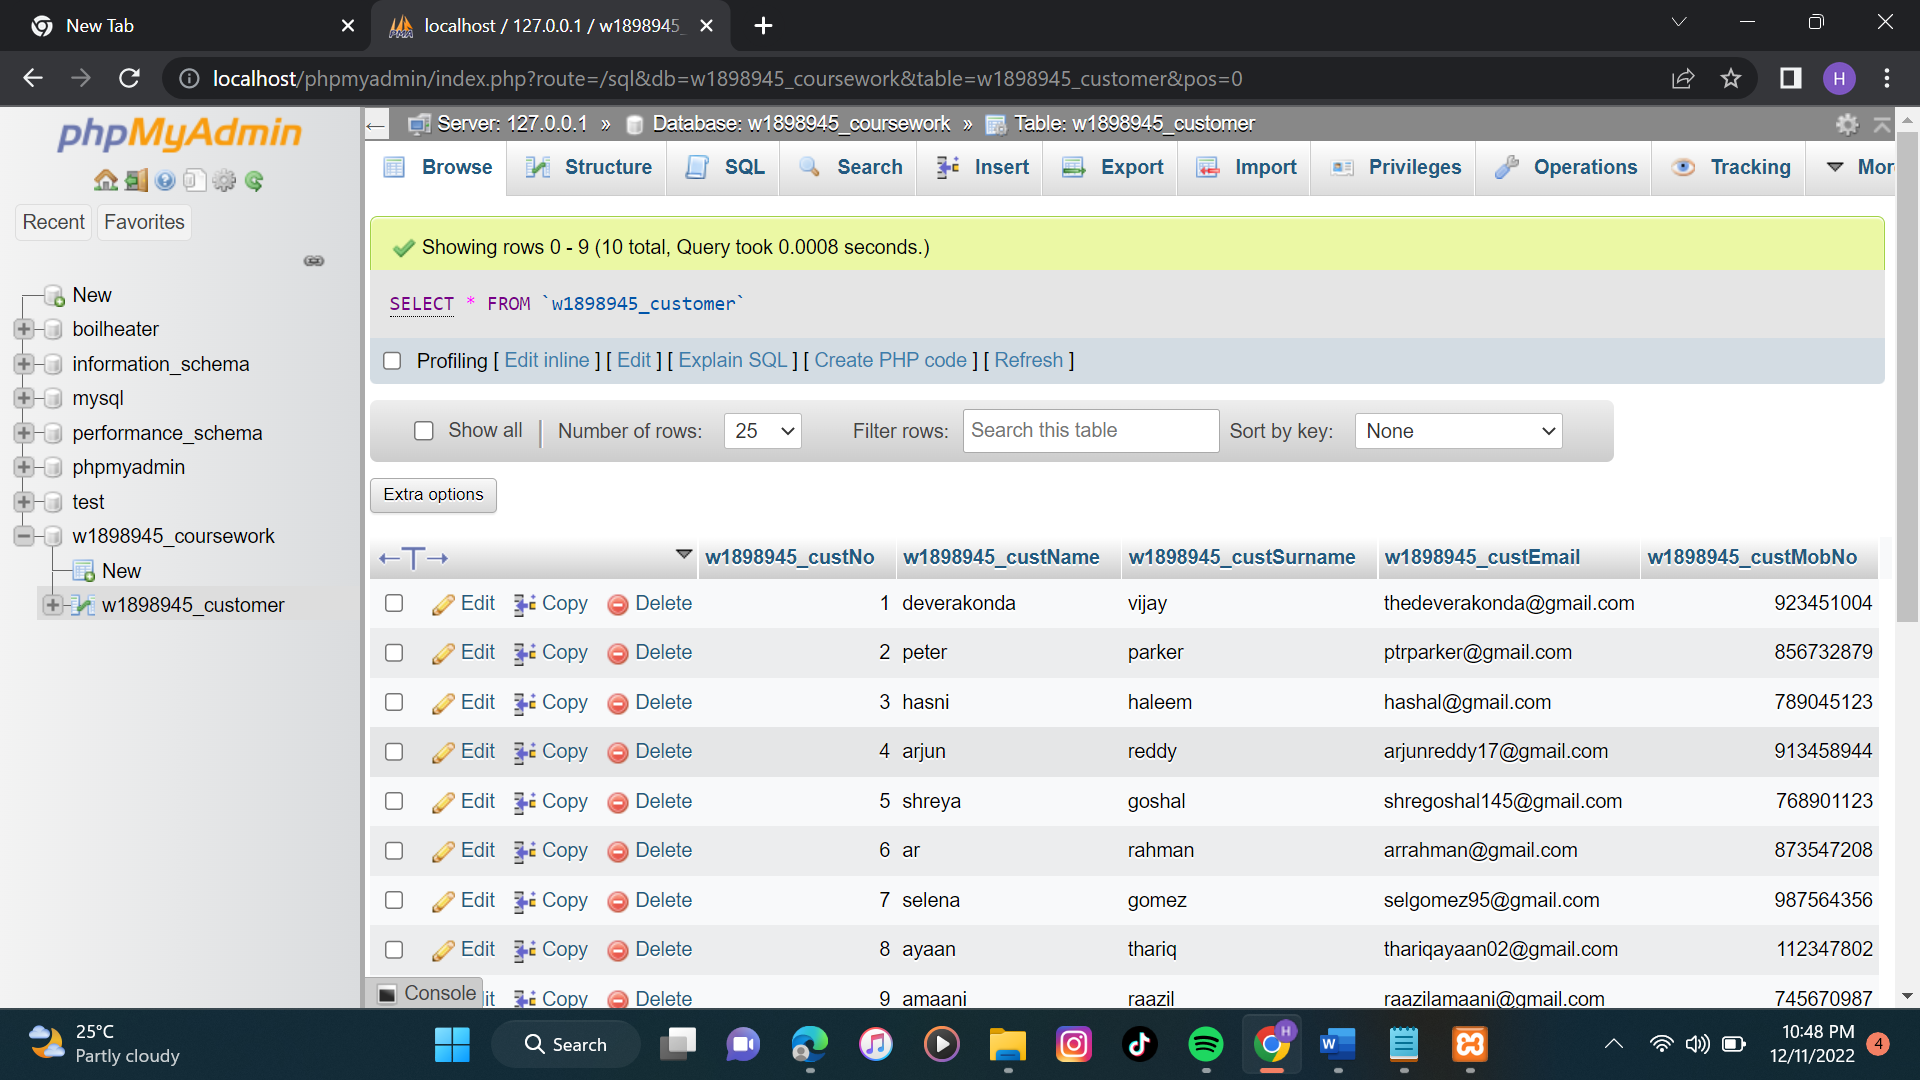 New Tab
localhost / 127.0.0.1 / w1898945_
localhost/phpmyadmin/index.php?route=/sql&db=w1898945_coursework&table=w1898945_customer&pos=0
H
phpMyAdmin
Recent
Favorites
New
boilheater
information_schema
mysql
performance_schema
phpmyadmin
test
w1898945_coursework
New
w1898945_customer
Server: 127.0.0.1 » Database: w1898945_coursework » Table: w1898945_customer
Browse Structure SQL Search Insert Export Import Privileges Operations Tracking Mor
Showing rows 0 - 9 (10 total, Query took 0.0008 seconds.)
SELECT * FROM `w1898945_customer`
Profiling [ Edit inline ] [ Edit ] [ Explain SQL ] [ Create PHP code ] [ Refresh ]
Show all Number of rows: 25 Filter rows: Search this table Sort by key: None
Extra options
←T→ w1898945_custNo w1898945_custName w1898945_custSurname w1898945_custEmail w1898945_custMobNo
Edit Copy Delete 1 deverakonda vijay thedeverakonda@gmail.com 923451004
Edit Copy Delete 2 peter parker ptrparker@gmail.com 856732879
Edit Copy Delete 3 hasni haleem hashal@gmail.com 789045123
Edit Copy Delete 4 arjun reddy arjunreddy17@gmail.com 913458944
Edit Copy Delete 5 shreya goshal shregoshal145@gmail.com 768901123
Edit Copy Delete 6 ar rahman arrahman@gmail.com 873547208
Edit Copy Delete 7 selena gomez selgomez95@gmail.com 987564356
Edit Copy Delete 8 ayaan thariq thariqayaan02@gmail.com 112347802
Console it Copy Delete 9 amaani raazil raazilamaani@gmail.com 745670987
25°C
Partly cloudy
Search
H
10:48 PM
12/11/2022
4